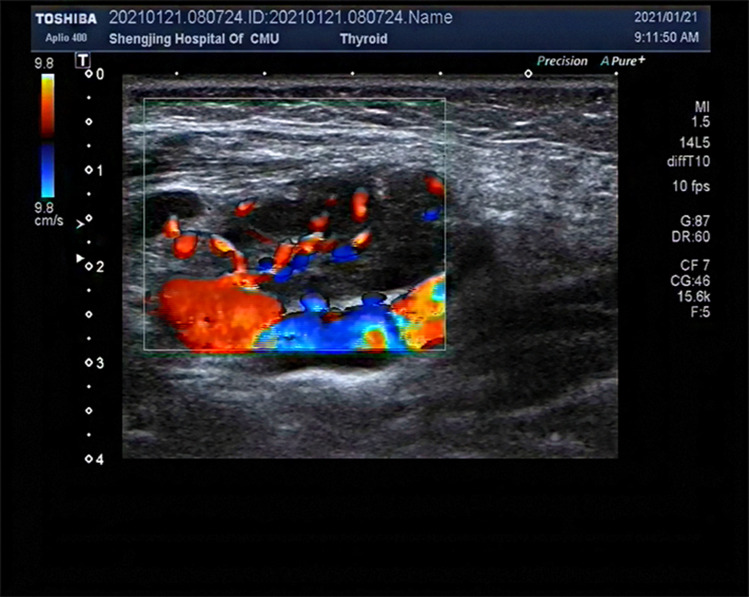 TOSHIBA 20210121.080724.ID:20210121.080724.Name 2021/01/21
Aplio 400 Shengjing Hospital Of CMU Thyroid 9:11:50 AM
T
Precision A Pure+
9.8
9.8
cm/s
0
1
2
3
4
MI
1.5
14L5
diffT10
10 fps
G:87
DR:60
CF 7
CG:46
15.6k
F:5